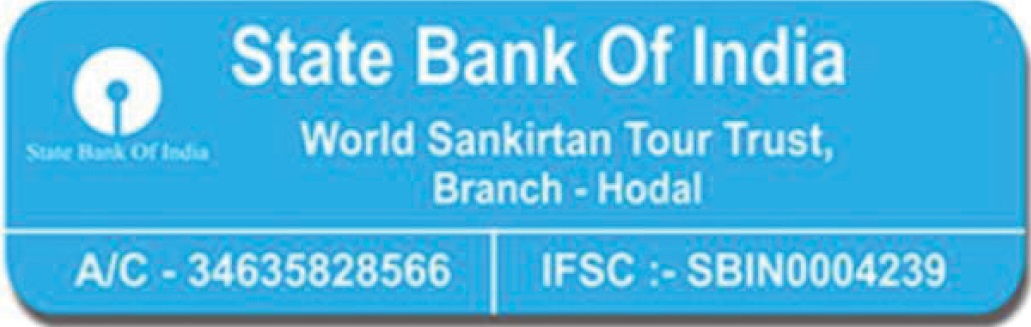 State Bank Of India
State Bank Of India
World Sankirtan Tour Trust,
Branch - Hodal
A/C - 34635828566
IFSC :- SBIN0004239